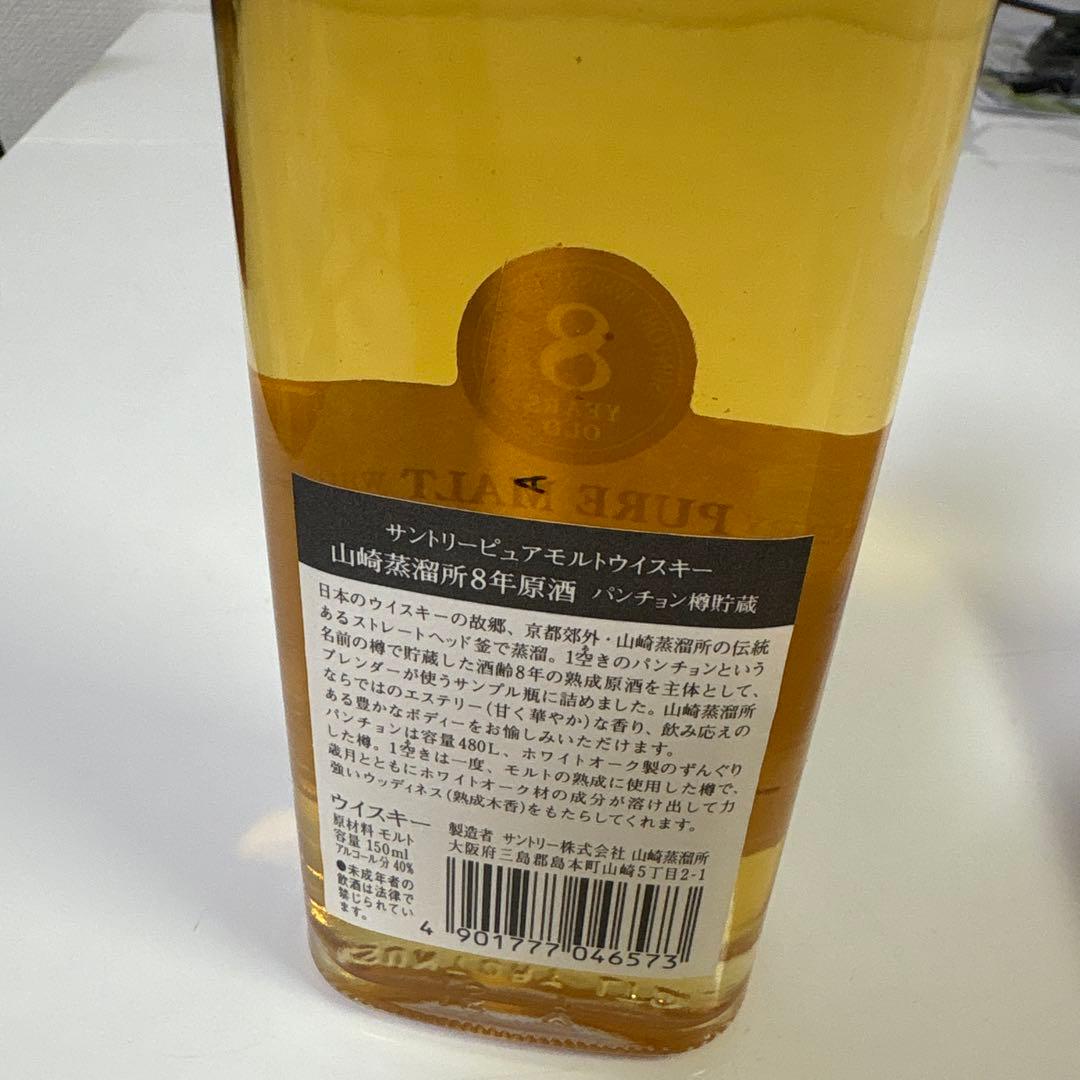 8
YEARS
OLD
PURE MALT
A
サントリーピュアモルトウイスキー
山崎蒸溜所8年原酒 パンチョン樽貯蔵
日本のウイスキーの故郷、京都郊外・山崎蒸溜所の伝統
あるストレートヘッド釜で蒸溜。1空きのパンチョンという
名前の樽で貯蔵した酒齢8年の熟成原酒を主体として、
ブレンダーが使うサンプル瓶に詰めました。山崎蒸溜所
ならではのエステリー(甘く華やか)な香り、飲み応えの
ある豊かなボディーをお愉しみいただけます。
パンチョンは容量480L、ホワイトオーク製のずんぐり
した樽。1空きは一度、モルトの熟成に使用した樽で、
歳月とともにホワイトオーク材の成分が溶け出して力
強いウッディネス(熟成木香)をもたらしてくれます。
ウイスキー
原材料 モルト
容量 150ml
アルコール分 40%
●未成年者の
飲酒は法律で
禁じられてい
ます。
製造者 サントリー株式会社 山崎蒸溜所
大阪府三島郡島本町山崎5丁目2-1
4 901777 046573